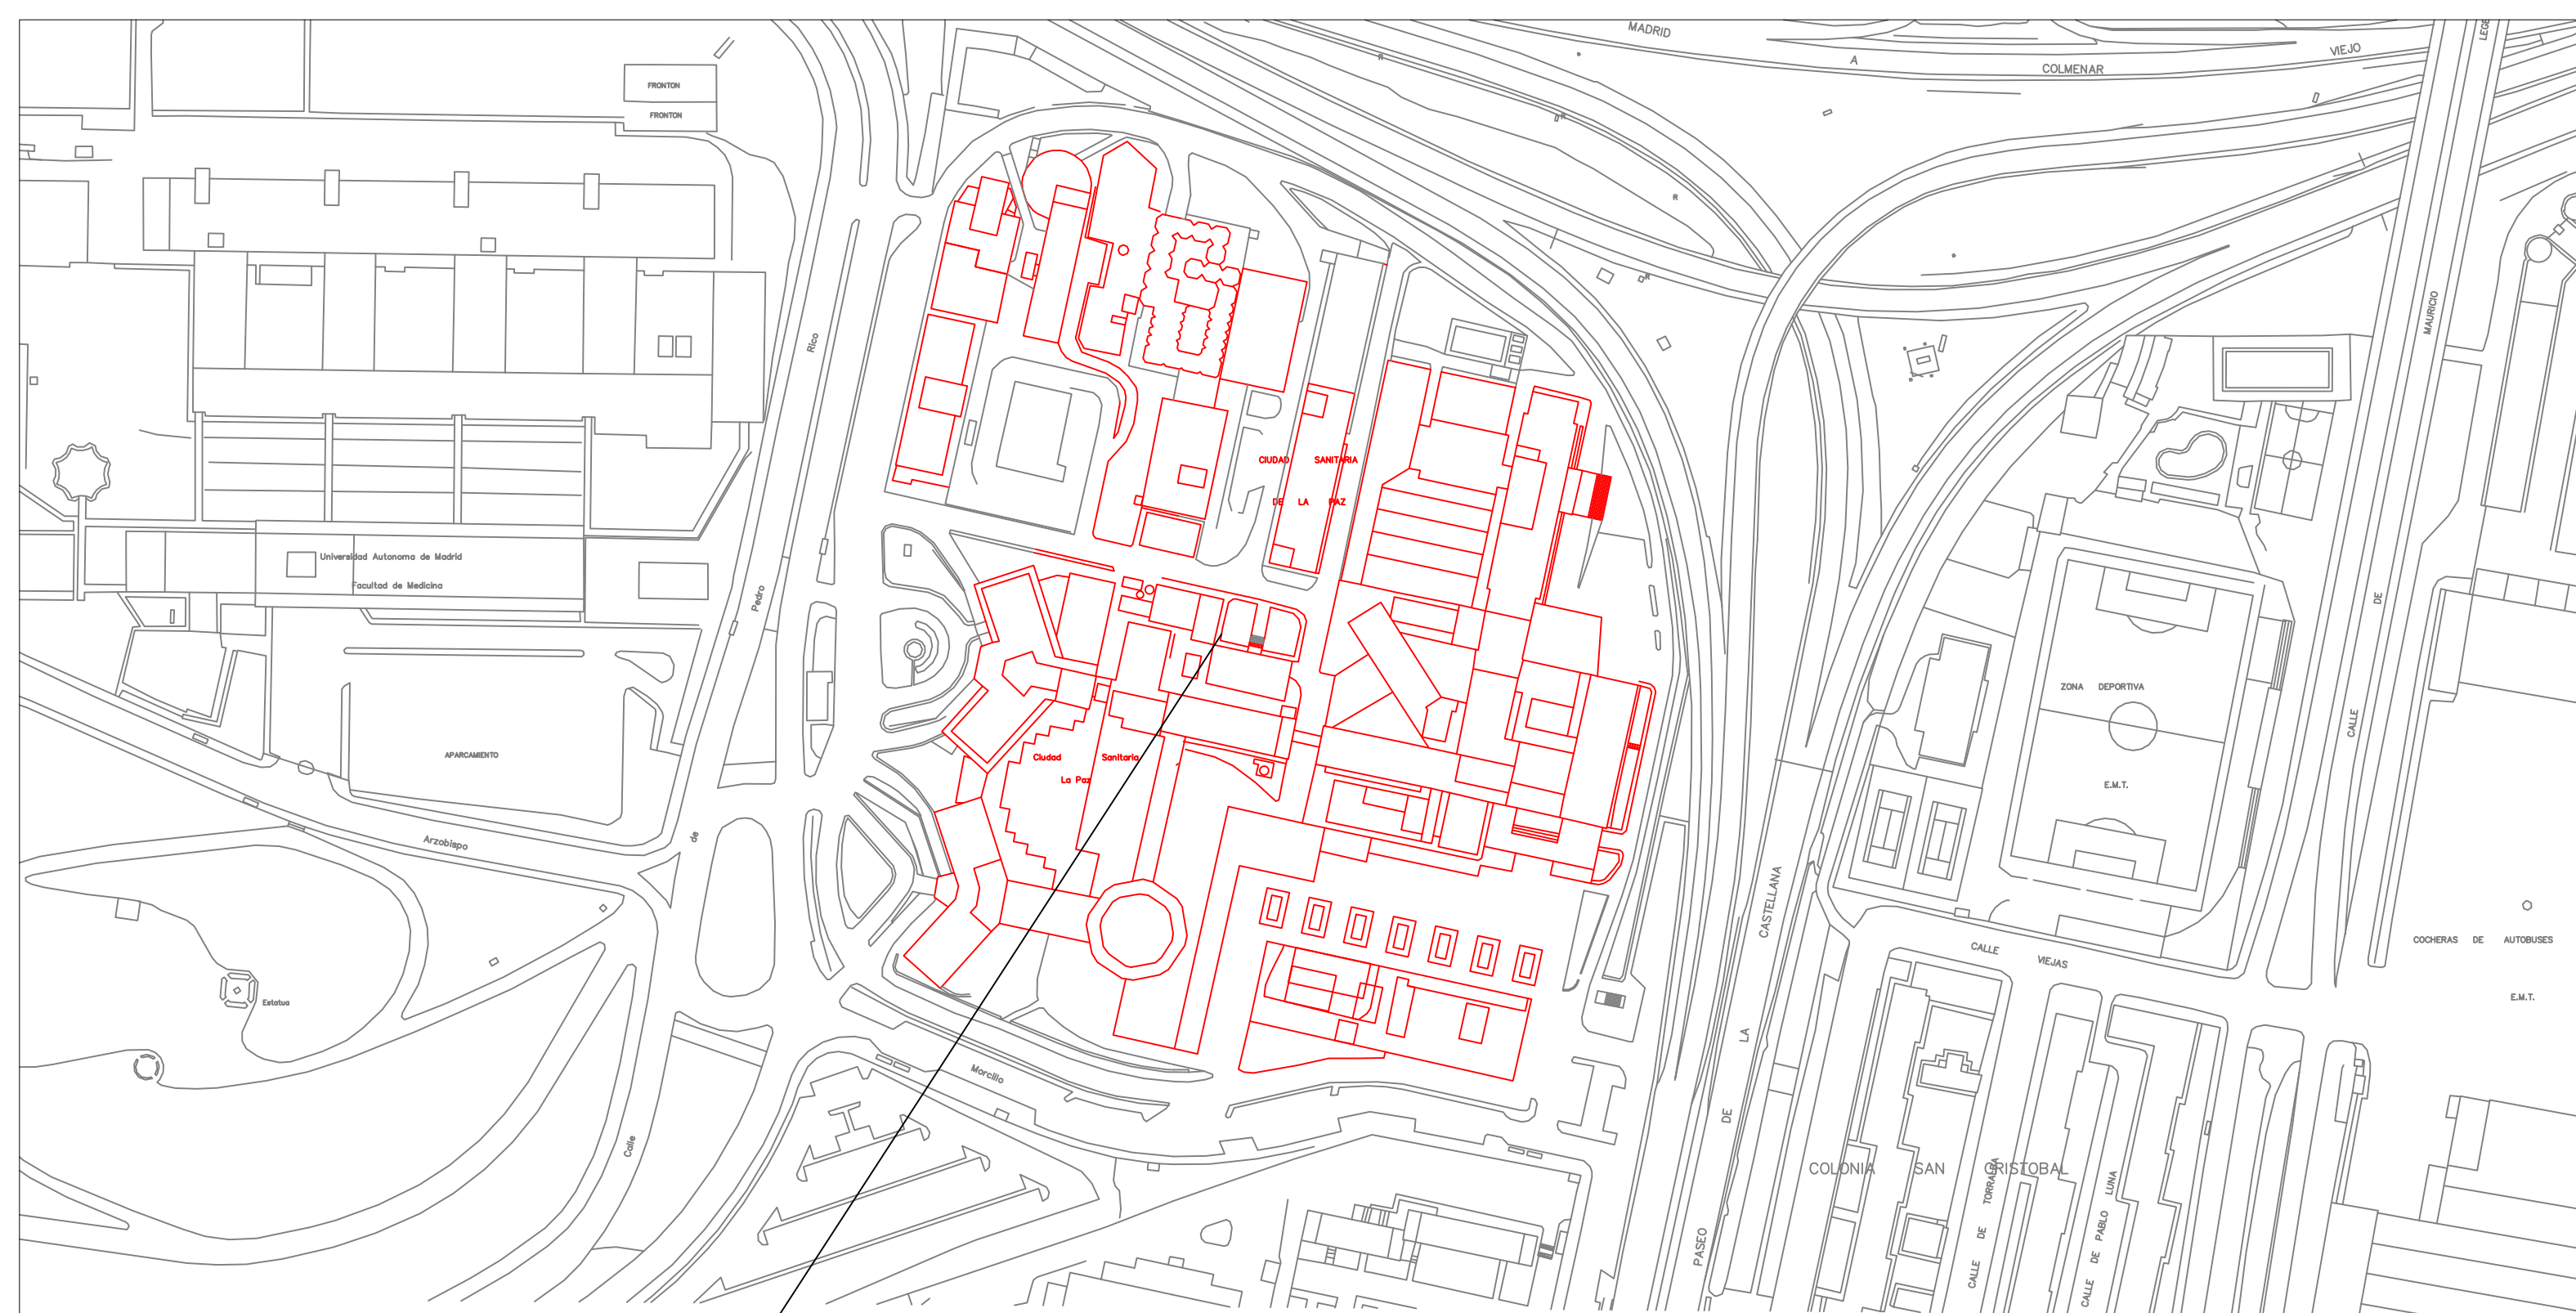 MADRID
A
COLMENAR
VIEJO
FRONTON
FRONTON
MAURICIO
LEGE
DE
CALLE
Rico
Pedro
de
Calle
CIUDAD SANITARIA
DE LA PAZ
Universidad Autonoma de Madrid
Facultad de Medicina
ZONA DEPORTIVA
E.M.T.
APARCAMIENTO
Ciudad Sanitaria
La Paz
Arzobispo
Morcillo
Estatua
CASTELLANA
LA
DE
PASEO
CALLE
VIEJAS
COCHERAS DE AUTOBUSES
E.M.T.
COLONIA SAN CRISTOBAL
CALLE DE TORRALBA
CALLE DE PABLO LUNA
R
R
R
R